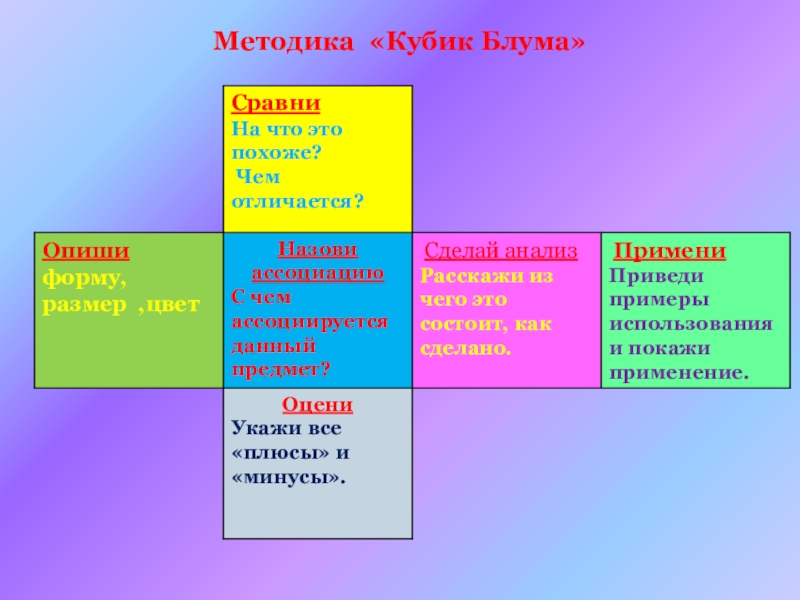 Методика «Кубик Блума»
Сравни
На что это
похоже?
Чем
отличается?
Опиши
форму,
размер ,цвет
Назови
ассоциацию
С чем
ассоциируется
данный
предмет?
Сделай анализ
Расскажи из
чего это
состоит, как
сделано.
Примени
Приведи
примеры
использования
и покажи
применение.
Оцени
Укажи все
«плюсы» и
«минусы».